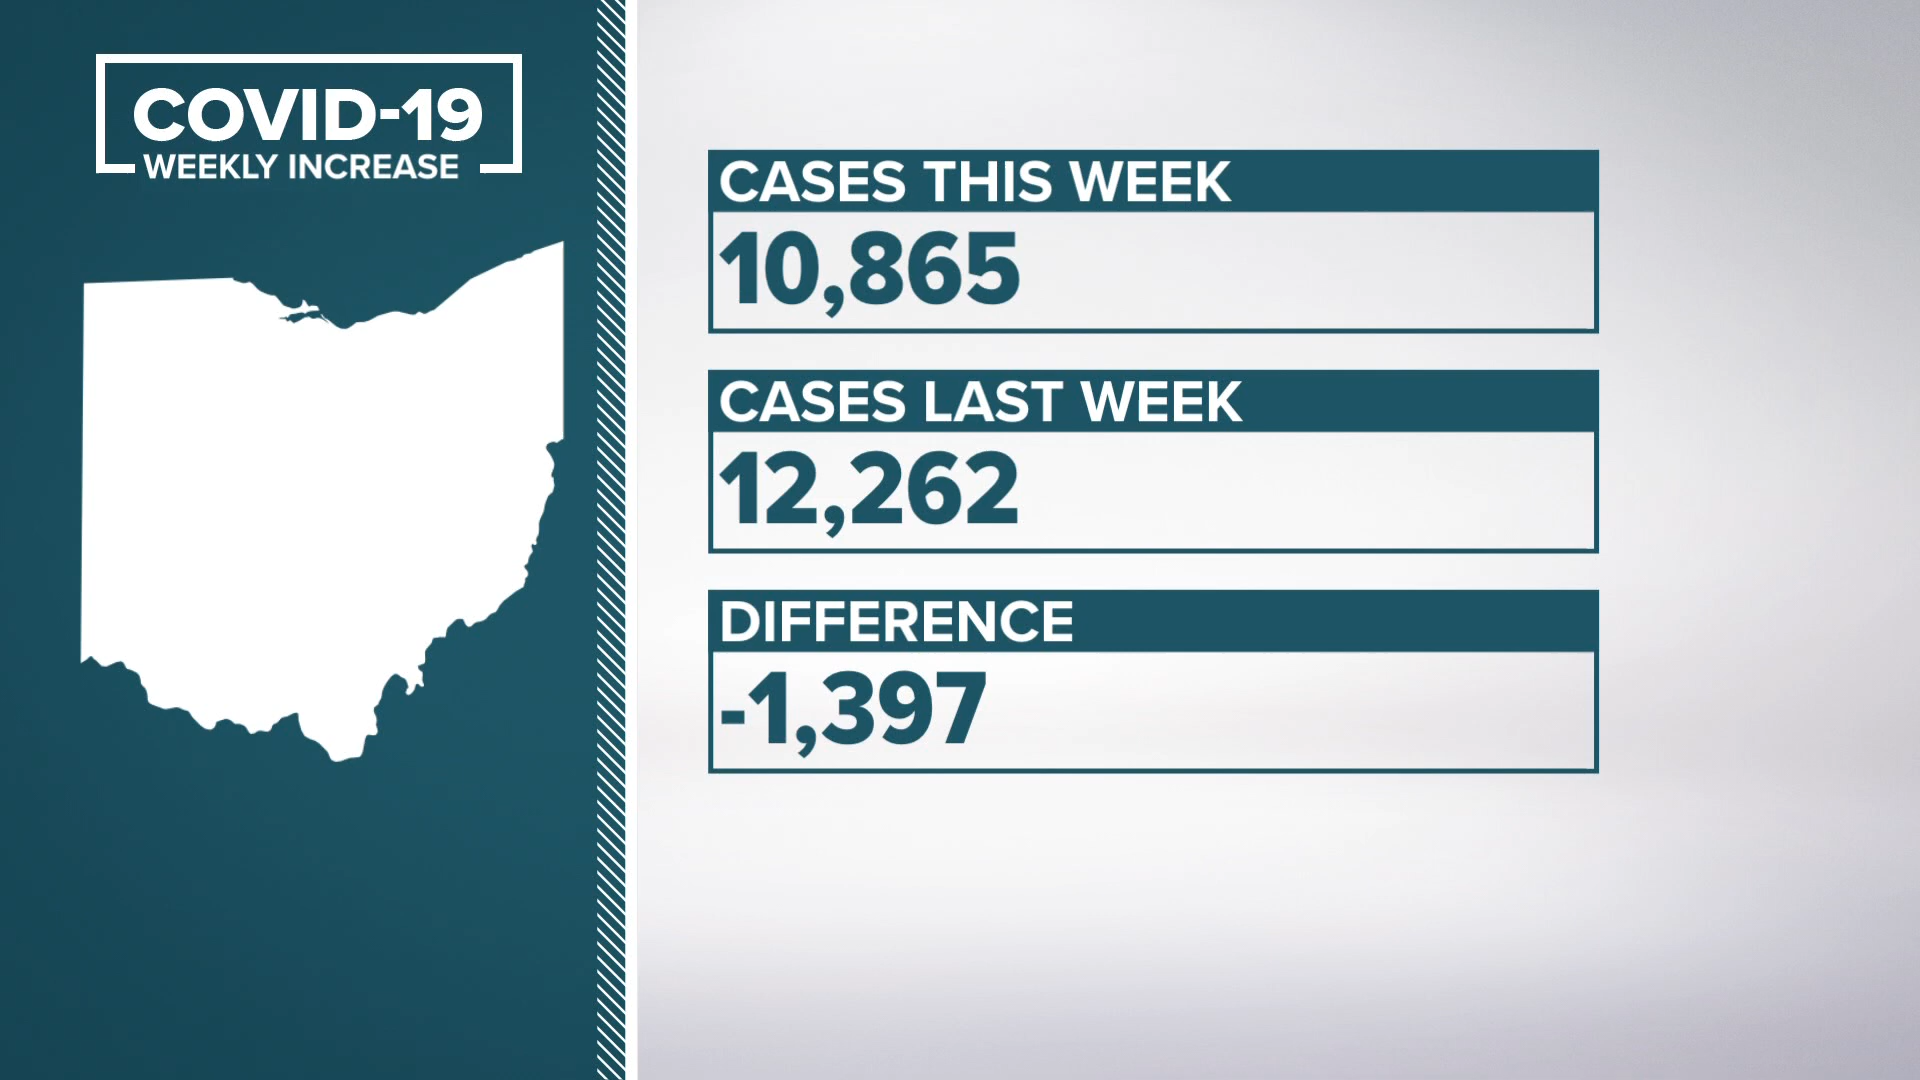 COVID-19
WEEKLY INCREASE
CASES THIS WEEK
10,865
CASES LAST WEEK
12,262
DIFFERENCE
-1,397